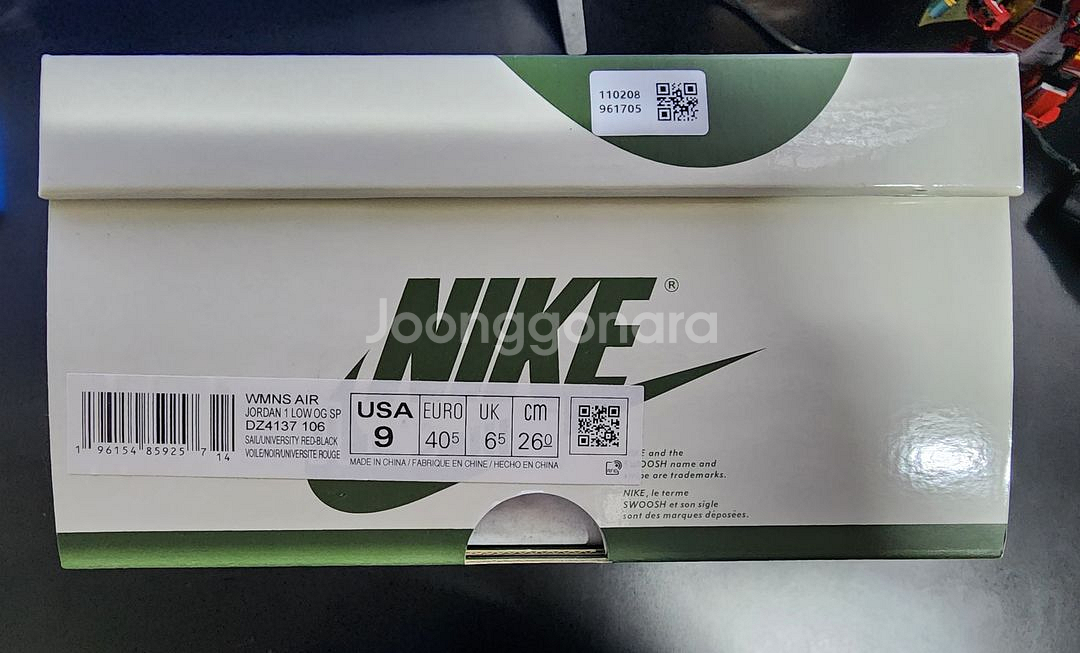 110208
961705
NIKE®
Joonggonara
WMNS AIR
JORDAN 1 LOW OG SP
DZ4137 106
SAIL/UNIVERSITY RED-BLACK
VOILE/NOIR/UNIVERSITE ROUGE
1 96154 85925 7 14
USA EURO UK cm
9 40⁵ 6⁵ 26⁰
MADE IN CHINA / FABRIQUE EN CHINE / HECHO EN CHINA
and the
name and
are trademarks.
NIKE, le terme
SWOOSH et son sigle
sont des marques déposées.